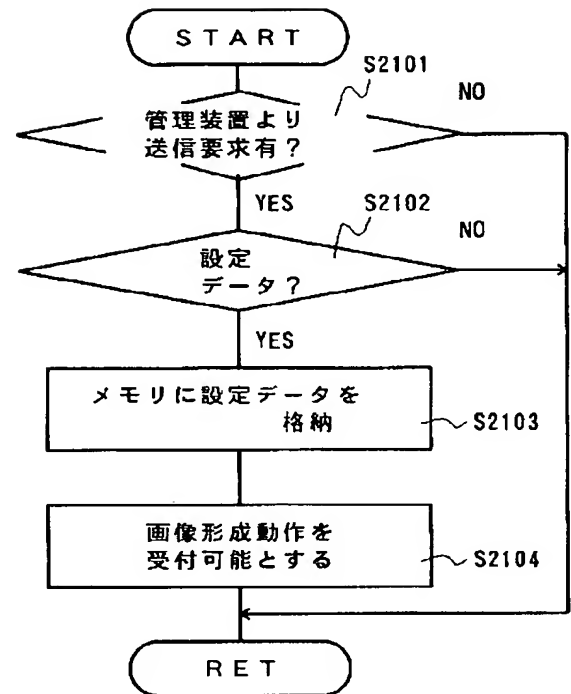 START
S2101
NO
管理装置より
送信要求有？
YES
S2102
NO
設定
データ？
YES
メモリに設定データを
格納
S2103
画像形成動作を
受付可能とする
S2104
RET